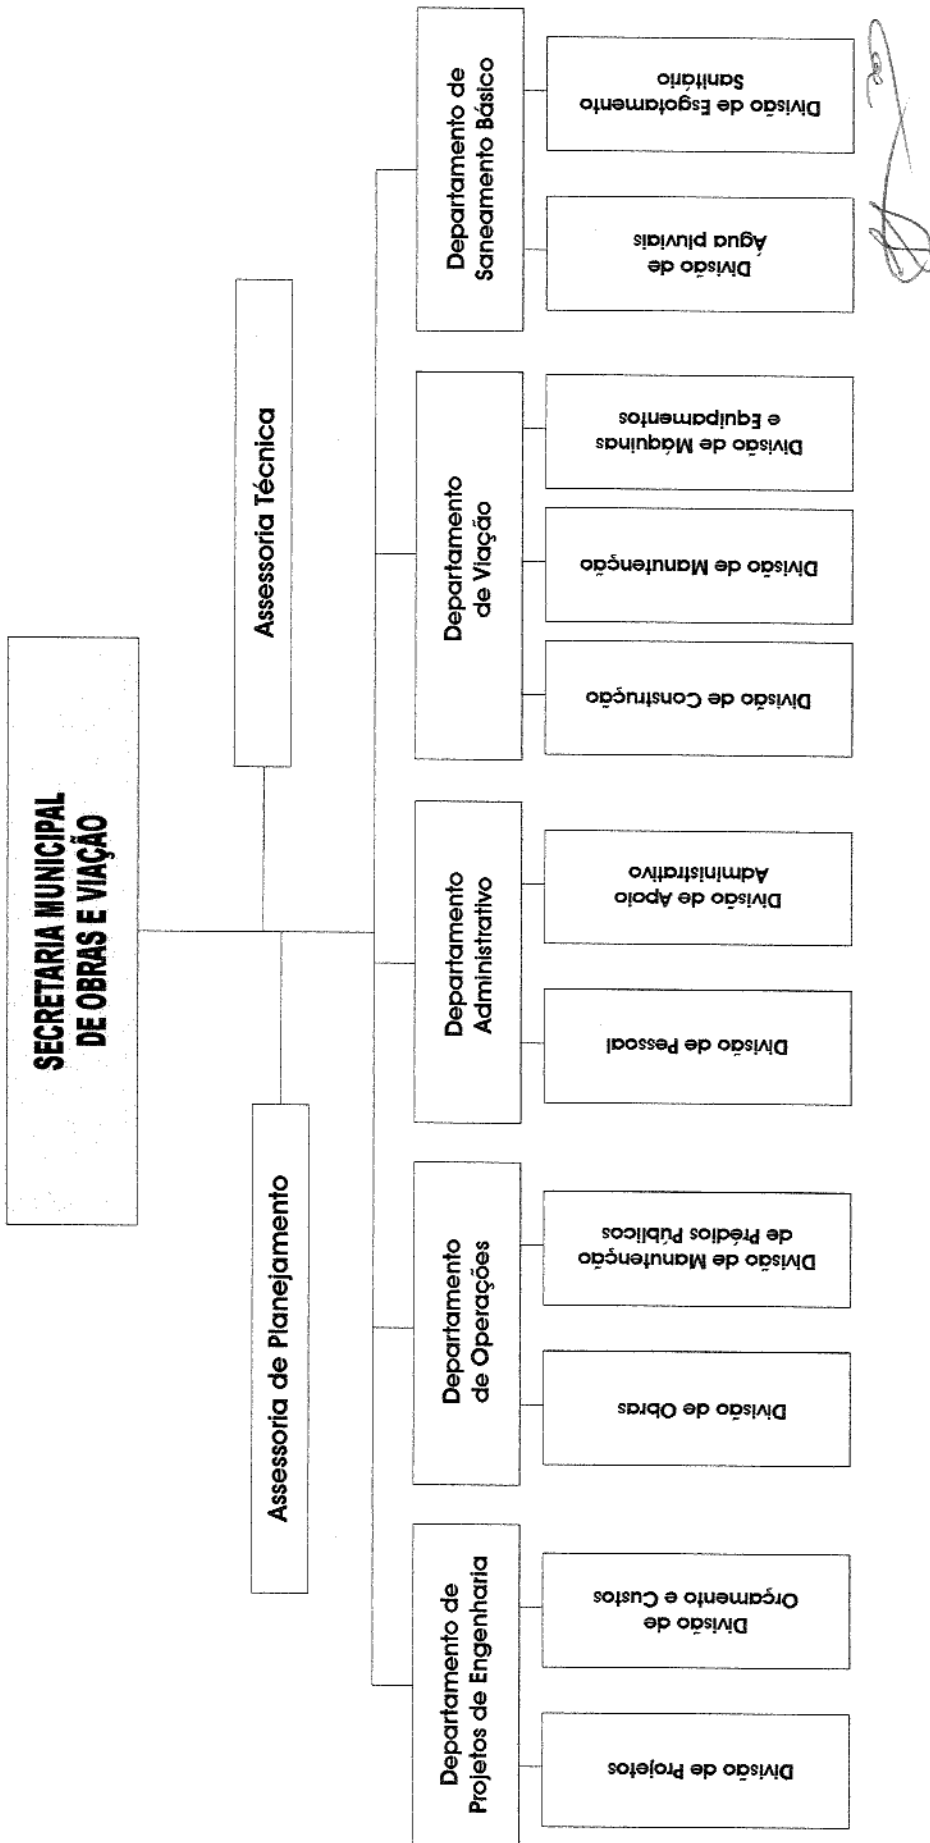 SECRETARIA MUNICIPAL
DE OBRAS E VIAÇÃO
Assessoria de Planejamento
Assessoria Técnica
Departamento de
Projetos de Engenharia
Departamento
de Operações
Departamento
Administrativo
Departamento
de Viação
Departamento de
Saneamento Básico
Divisão de Projetos
Divisão de
Orçamento e Custos
Divisão de Obras
Divisão de Manutenção
de Prédios Públicos
Divisão de Pessoal
Divisão de Apoio
Administrativo
Divisão de Construção
Divisão de Manutenção
Divisão de Máquinas
e Equipamentos
Divisão de
Água pluviais
Divisão de Esgotamento
Sanitário